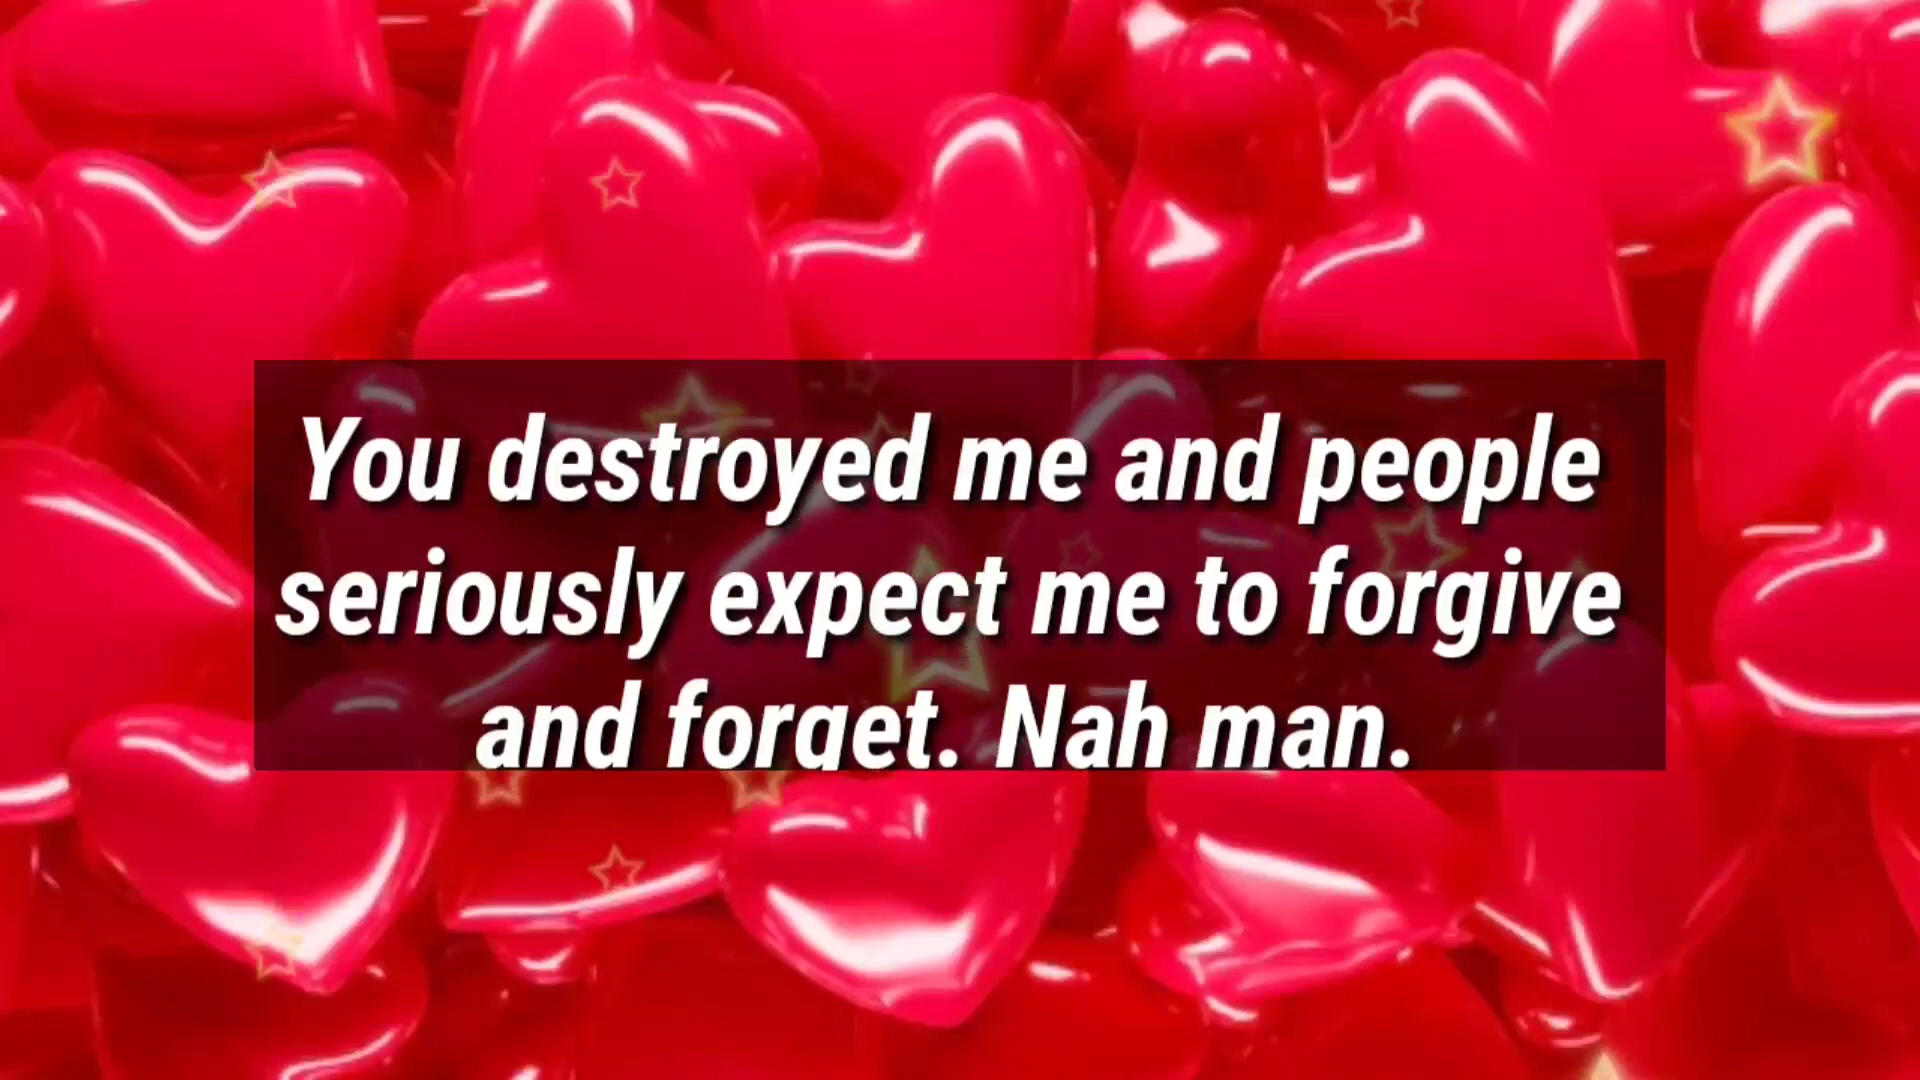 You destroyed me and people
seriously expect me to forgive
and forget. Nah man.